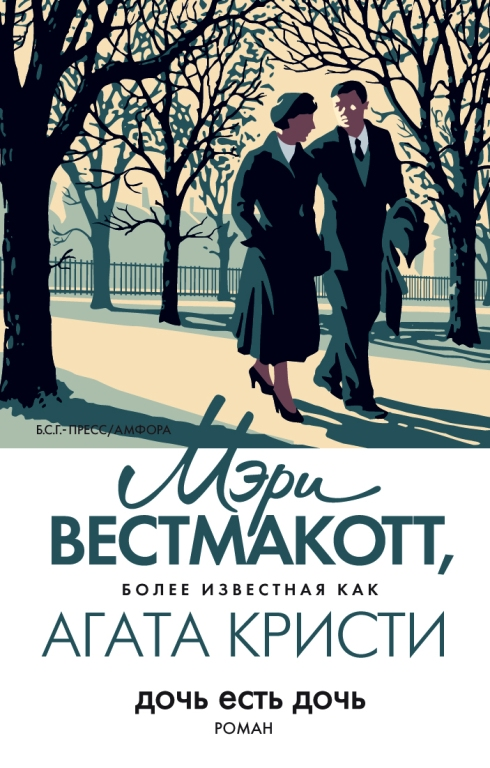 Б.С.Г.-ПРЕСС/АМФОРА
Мэри
ВЕСТМАКОТТ,
БОЛЕЕ ИЗВЕСТНАЯ КАК
АГАТА КРИСТИ
дочь есть дочь
РОМАН